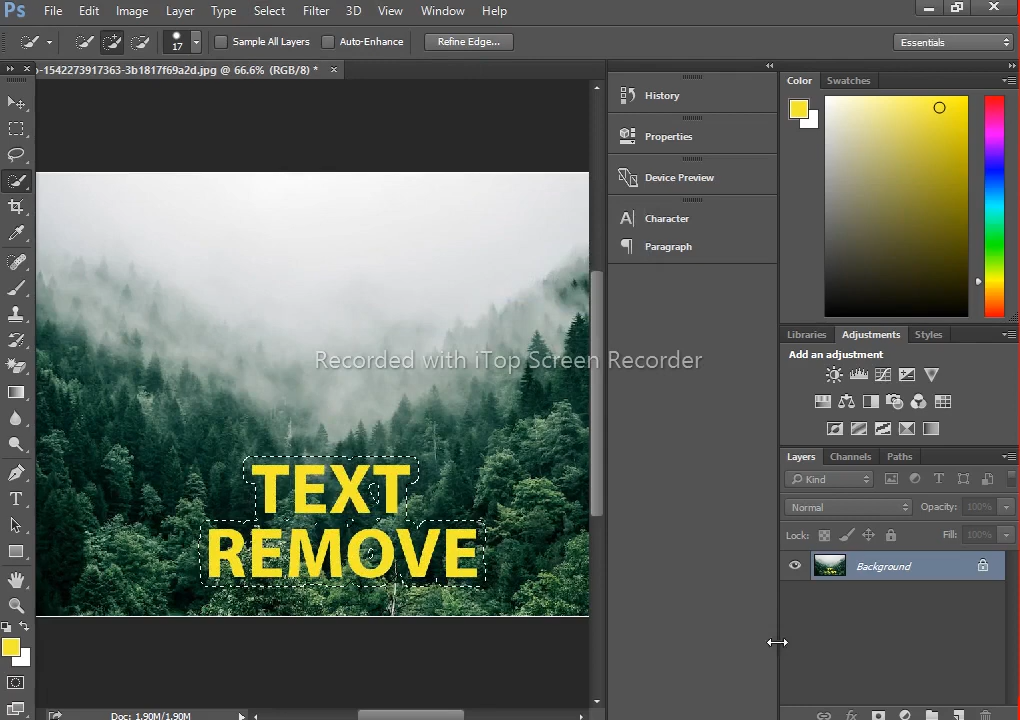 Ps File Edit Image Layer Type Select Filter 3D View Window Help
17 Sample All Layers Auto-Enhance Refine Edge... Essentials
o-1542273917363-3b1817f69a2d.jpg @ 66.6% (RGB/8) * ×
History
Properties
Device Preview
Character
Paragraph
Color Swatches
Recorded with iTop Screen Recorder
TEXT
REMOVE
Libraries Adjustments Styles
Add an adjustment
Layers Channels Paths
Kind
Normal Opacity: 100%
Lock: Fill: 100%
Background
Doc: 1.90M/1.90M